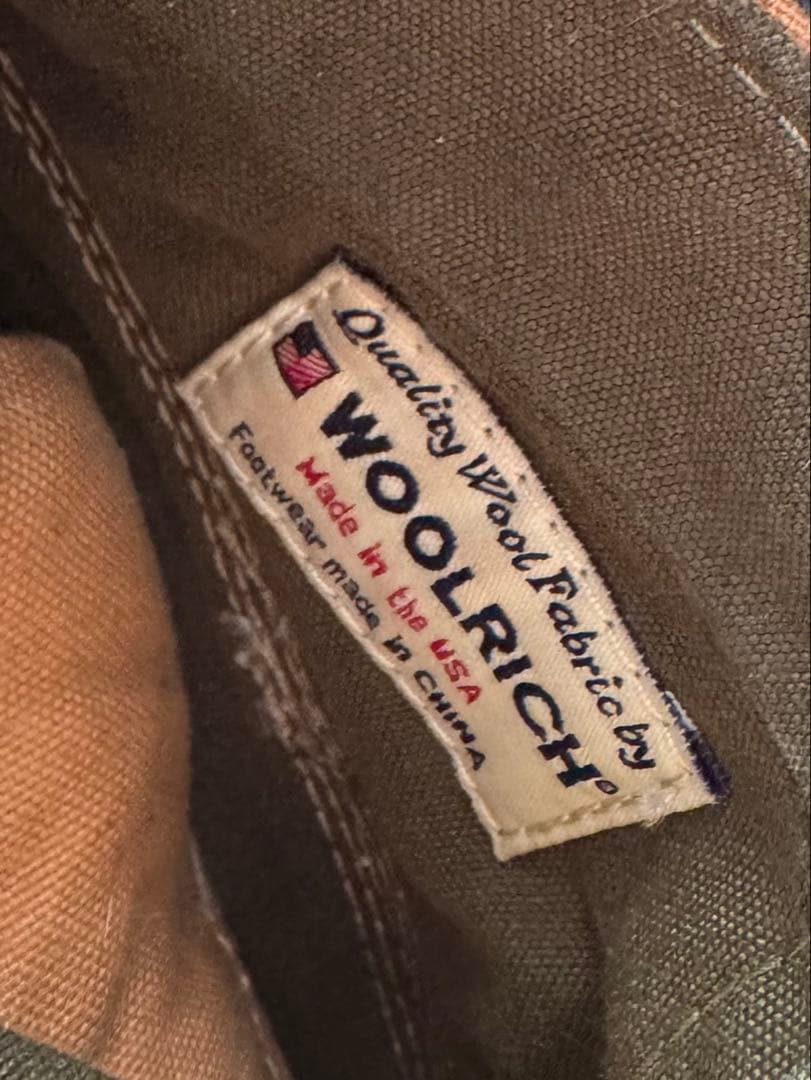 Quality Wool Fabric by
WOOLRICH®
Made in the USA
Footwear made in CHINA